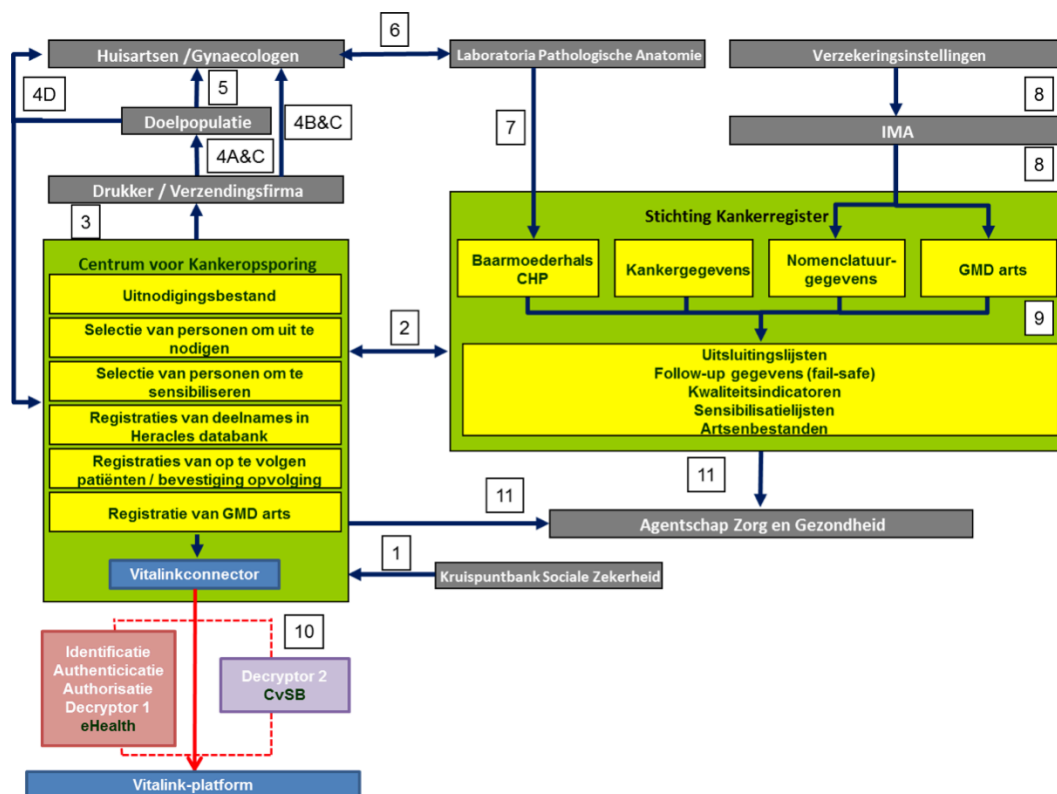 Huisartsen /Gynaecologen
6
Laboratoria Pathologische Anatomie
Verzekeringsinstellingen
4D
5
4B&C
7
8
Doelpopulatie
IMA
4A&C
8
Drukker / Verzendingsfirma
3
Stichting Kankerregister
Centrum voor Kankeropsporing
Baarmoederhals
CHP
Kankergegevens
Nomenclatuur-
gegevens
GMD arts
Uitnodigingsbestand
9
Selectie van personen om uit te
nodigen
2
Uitsluitingslijsten
Follow-up gegevens (fail-safe)
Kwaliteitsindicatoren
Sensibilisatielijsten
Artsenbestanden
Selectie van personen om te
sensibiliseren
Registraties van deelnames in
Heracles databank
Registraties van op te volgen
patiënten / bevestiging opvolging
11
11
Registratie van GMD arts
Agentschap Zorg en Gezondheid
1
Vitalinkconnector
Kruispuntbank Sociale Zekerheid
10
Identificatie
Authenticicatie
Authorisatie
Decryptor 1
eHealth
Decryptor 2
CvSB
Vitalink-platform